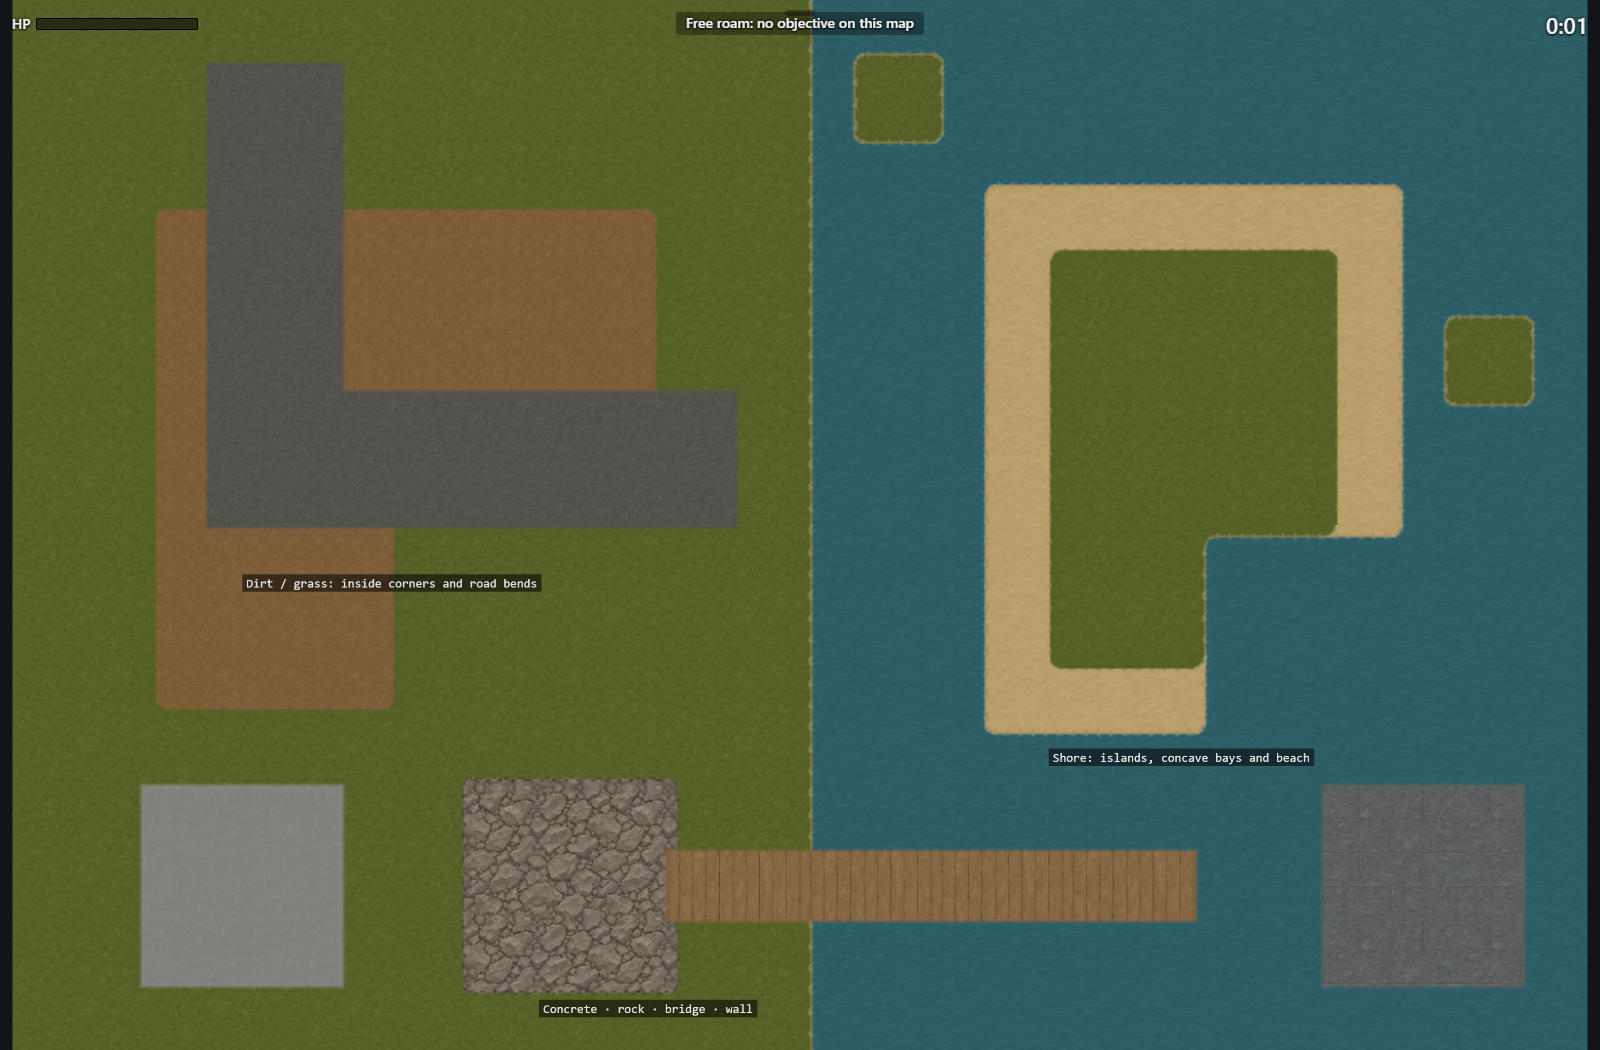 HP
Free roam: no objective on this map
0:01
Dirt / grass: inside corners and road bends
Shore: islands, concave bays and beach
Concrete · rock · bridge · wall